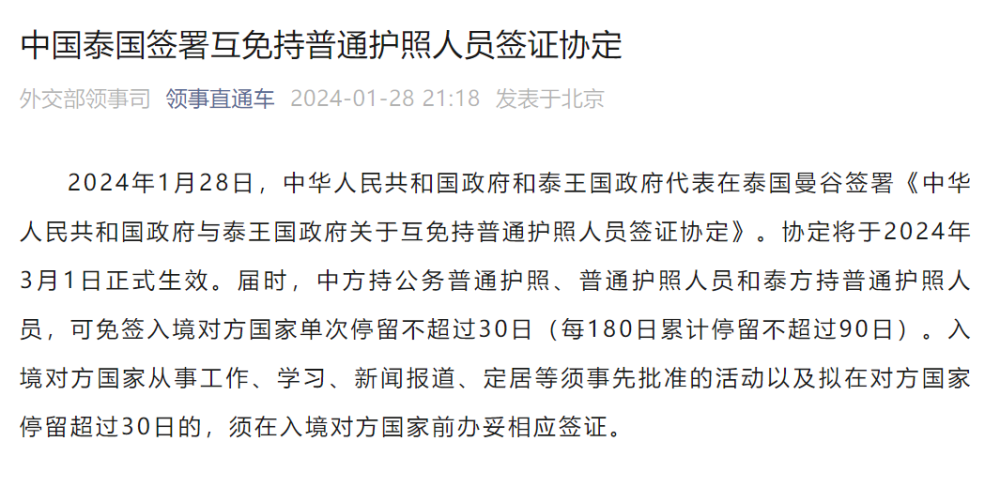 中国泰国签署互免持普通护照人员签证协定
外交部领事司 领事直通车 2024-01-28 21:18 发表于北京
2024年1月28日，中华人民共和国政府和泰王国政府代表在泰国曼谷签署《中华
人民共和国政府与泰王国政府关于互免持普通护照人员签证协定》。协定将于2024年
3月1日正式生效。届时，中方持公务普通护照、普通护照人员和泰方持普通护照人
员，可免签入境对方国家单次停留不超过30日（每180日累计停留不超过90日）。入
境对方国家从事工作、学习、新闻报道、定居等须事先批准的活动以及拟在对方国家
停留超过30日的，须在入境对方国家前办妥相应签证。